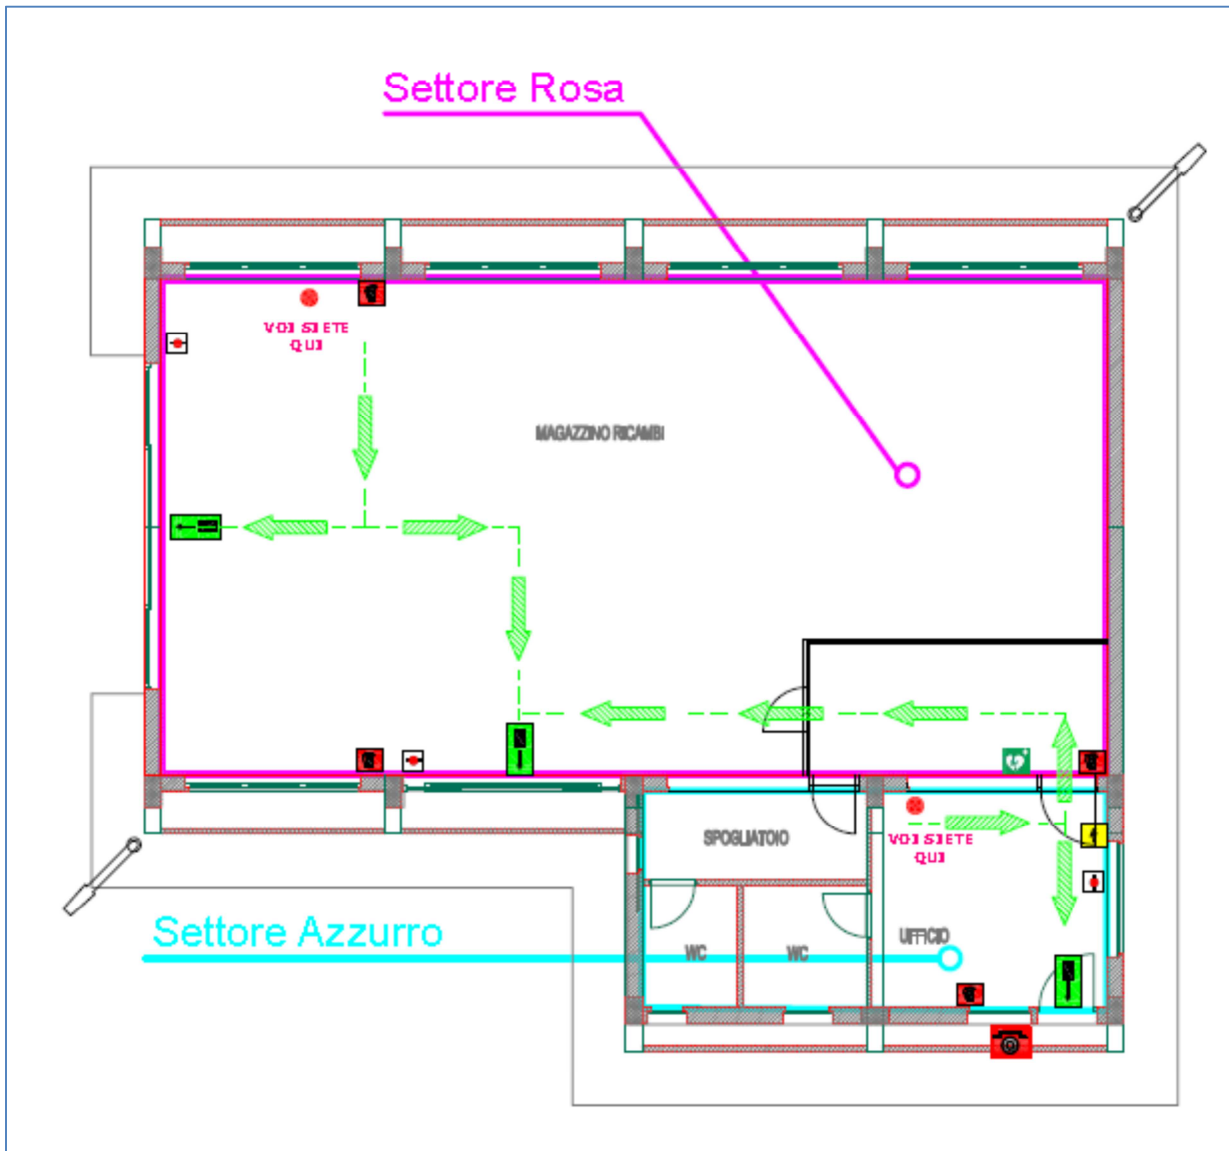 Settore Rosa
VOI SIETE
QUI
MAGAZZINO RICAMBI
SPOGLIATOIO
VOI SIETE
QUI
Settore Azzurro
UFFICIO
WC
WC